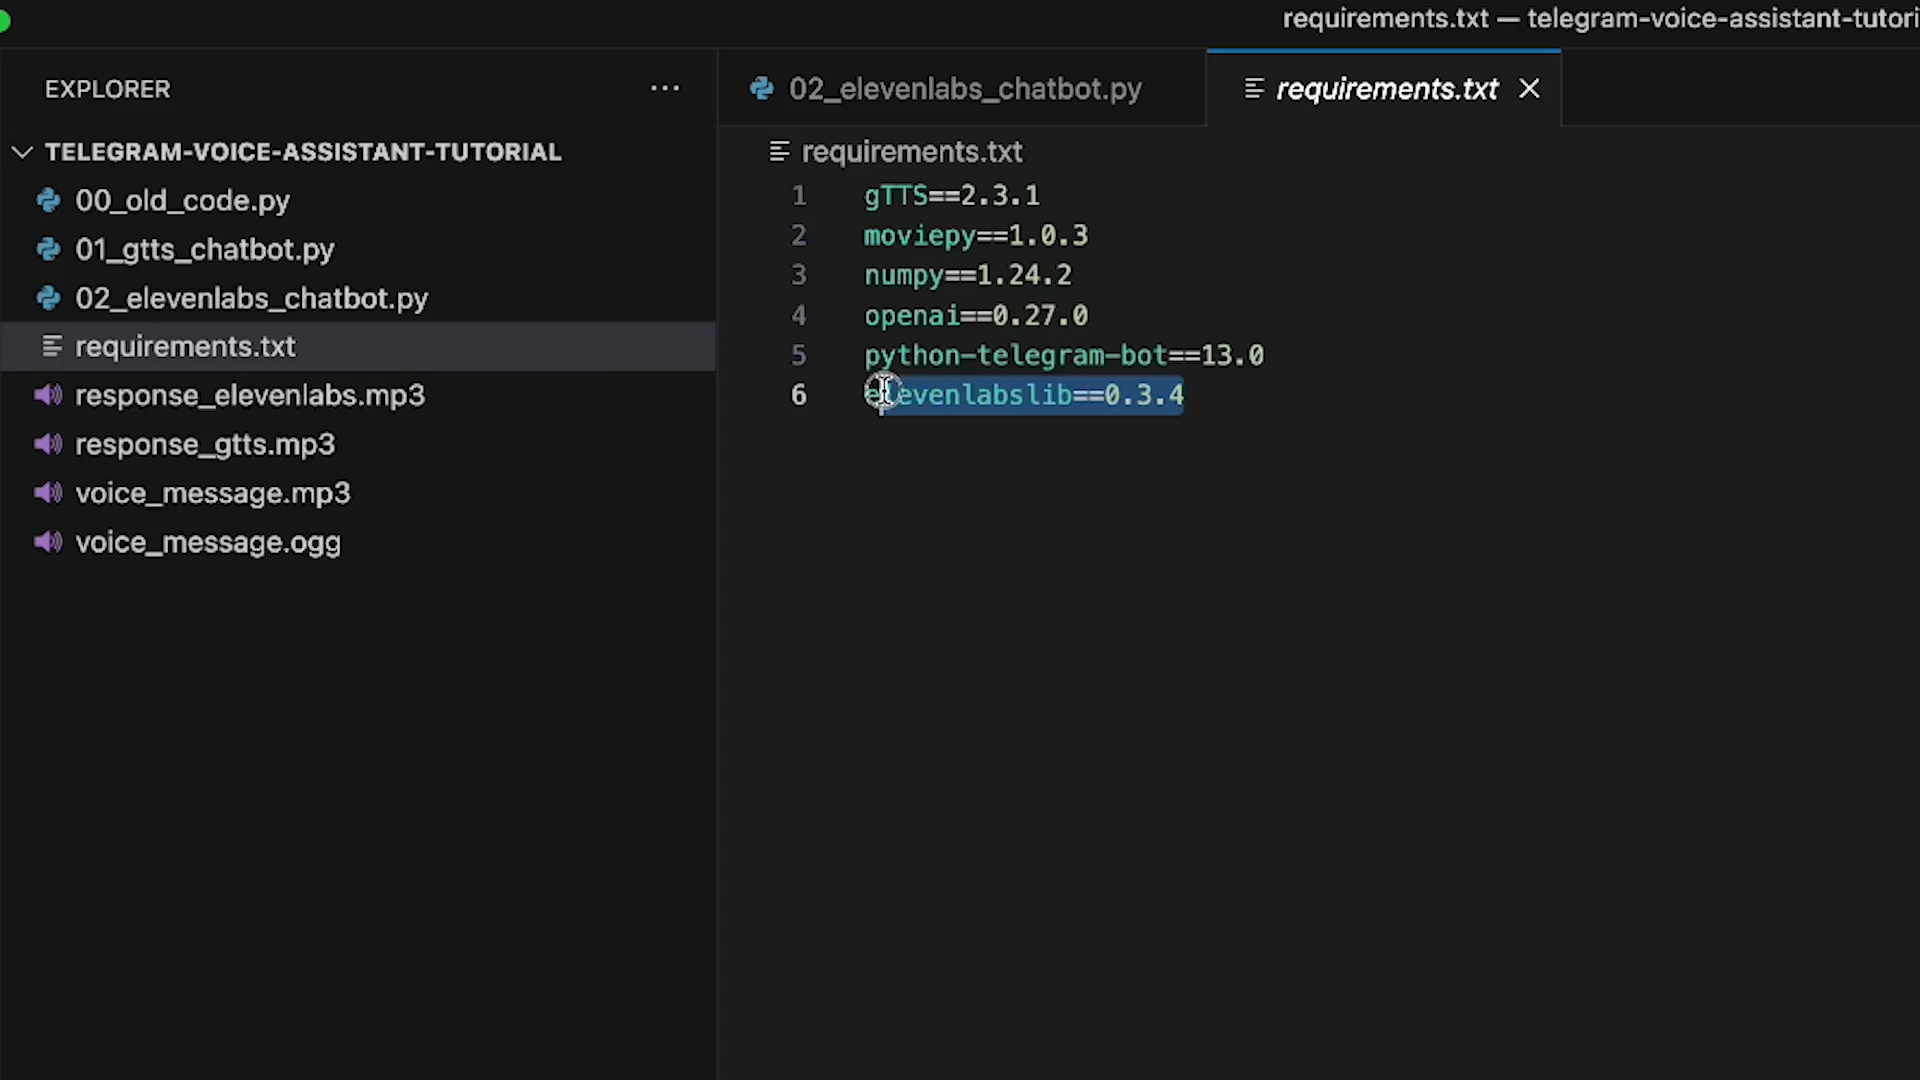 requirements.txt — telegram-voice-assistant-tutori
EXPLORER
...
TELEGRAM-VOICE-ASSISTANT-TUTORIAL
00_old_code.py
01_gtts_chatbot.py
02_elevenlabs_chatbot.py
requirements.txt
response_elevenlabs.mp3
response_gtts.mp3
voice_message.mp3
voice_message.ogg
02_elevenlabs_chatbot.py
requirements.txt
requirements.txt
1 gTTS==2.3.1
2 moviepy==1.0.3
3 numpy==1.24.2
4 openai==0.27.0
5 python-telegram-bot==13.0
6 elevenlabslib==0.3.4